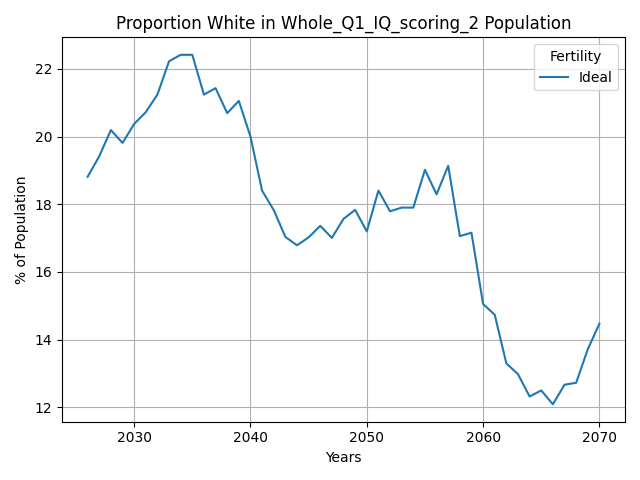 Proportion White in Whole_Q1_IQ_scoring_2 Population
Fertility
Ideal
22
20
18
16
14
12
% of Population
2030 2040 2050 2060 2070
Years